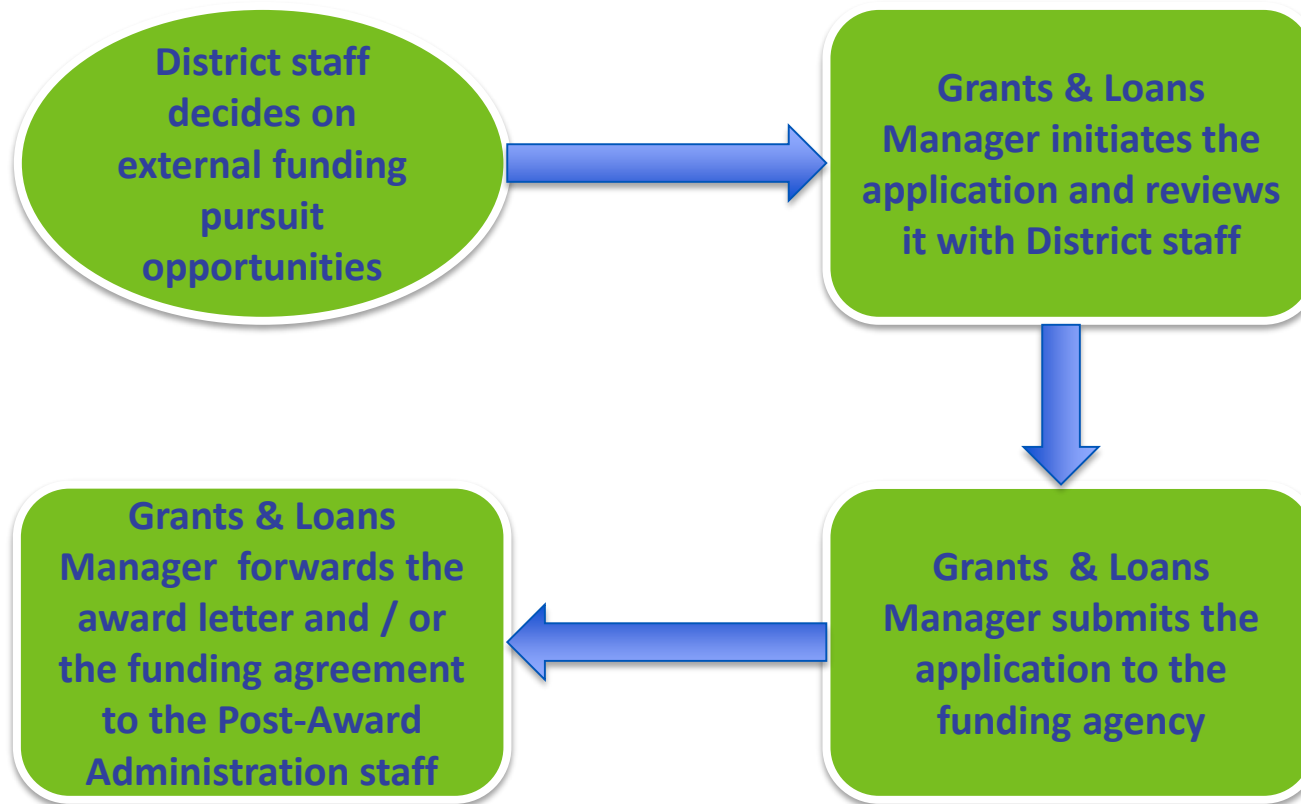 District staff
decides on
external funding
pursuit
opportunities
Grants & Loans
Manager initiates the
application and reviews
it with District staff
Grants & Loans
Manager submits the
application to the
funding agency
Grants & Loans
Manager forwards the
award letter and / or
the funding agreement
to the Post-Award
Administration staff